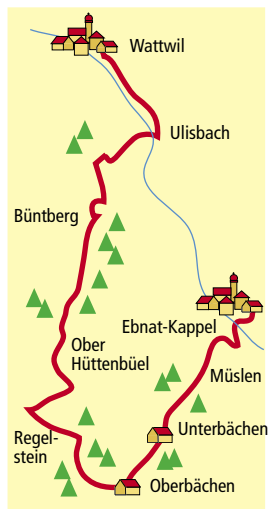 Wattwil
Ulisbach
Büntberg
Ebnat-Kappel
Ober
Hüttenbüel
Müslen
Regel-
stein
Unterbächen
Oberbächen